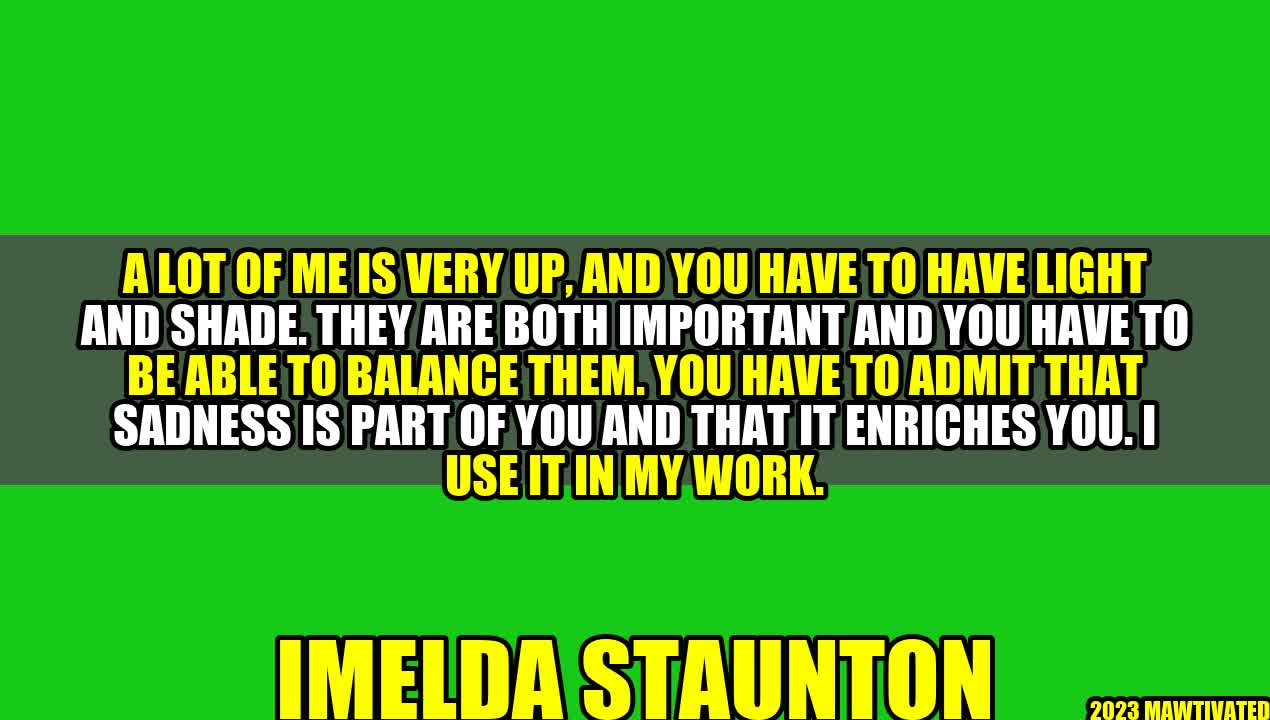 A LOT OF ME IS VERY UP, AND YOU HAVE TO HAVE LIGHT
AND SHADE. THEY ARE BOTH IMPORTANT AND YOU HAVE TO
BE ABLE TO BALANCE THEM. YOU HAVE TO ADMIT THAT
SADNESS IS PART OF YOU AND THAT IT ENRICHES YOU. I
USE IT IN MY WORK.
IMELDA STAUNTON
2023 MAWTIVATED